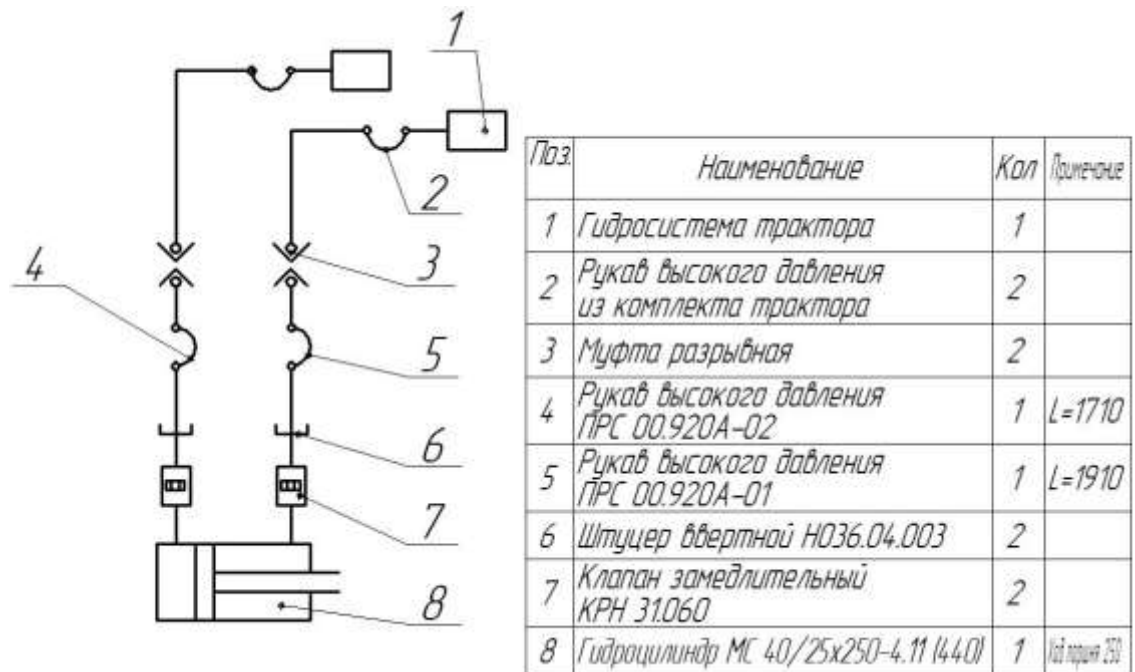 1
2
3
4
5
6
7
8
Поз. Наименование Кол Примечание
1 Гидросистема трактора 1
2 Рукав высокого давления 2
из комплекта трактора
3 Муфта разрывная 2
4 Рукав высокого давления 1 L=1710
ПРС 00.920А-02
5 Рукав высокого давления 1 L=1910
ПРС 00.920А-01
6 Штуцер ввертной Н036.04.003 2
7 Клапан замедлительный 2
КРН 31.060
8 Гидроцилиндр МС 40/25х250-4.11 (440) 1 Ход поршня 250